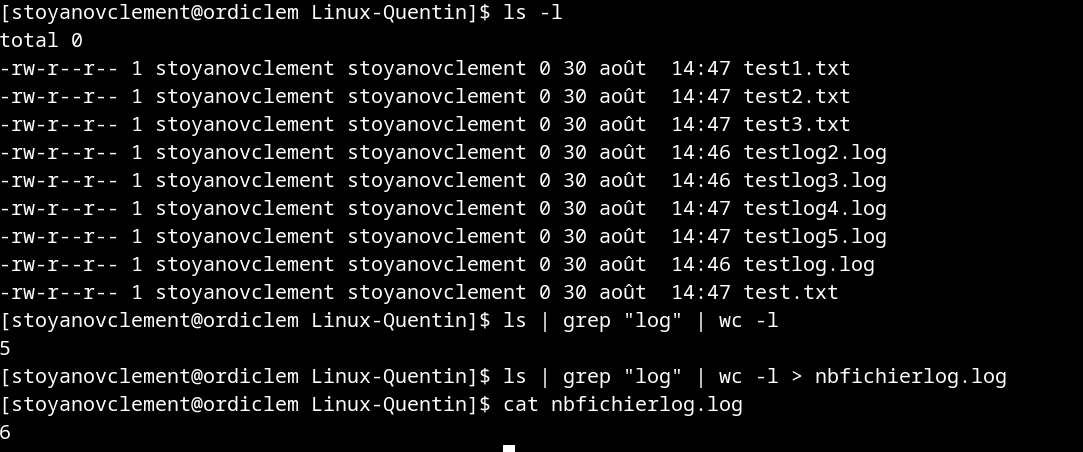 [stoyanovclement@ordiclem Linux-Quentin]$ ls -l
total 0
-rw-r--r-- 1 stoyanovclement stoyanovclement 0 30 août  14:47 test1.txt
-rw-r--r-- 1 stoyanovclement stoyanovclement 0 30 août  14:47 test2.txt
-rw-r--r-- 1 stoyanovclement stoyanovclement 0 30 août  14:47 test3.txt
-rw-r--r-- 1 stoyanovclement stoyanovclement 0 30 août  14:46 testlog2.log
-rw-r--r-- 1 stoyanovclement stoyanovclement 0 30 août  14:46 testlog3.log
-rw-r--r-- 1 stoyanovclement stoyanovclement 0 30 août  14:47 testlog4.log
-rw-r--r-- 1 stoyanovclement stoyanovclement 0 30 août  14:47 testlog5.log
-rw-r--r-- 1 stoyanovclement stoyanovclement 0 30 août  14:46 testlog.log
-rw-r--r-- 1 stoyanovclement stoyanovclement 0 30 août  14:47 test.txt
[stoyanovclement@ordiclem Linux-Quentin]$ ls | grep "log" | wc -l
5
[stoyanovclement@ordiclem Linux-Quentin]$ ls | grep "log" | wc -l > nbfichierlog.log
[stoyanovclement@ordiclem Linux-Quentin]$ cat nbfichierlog.log
6